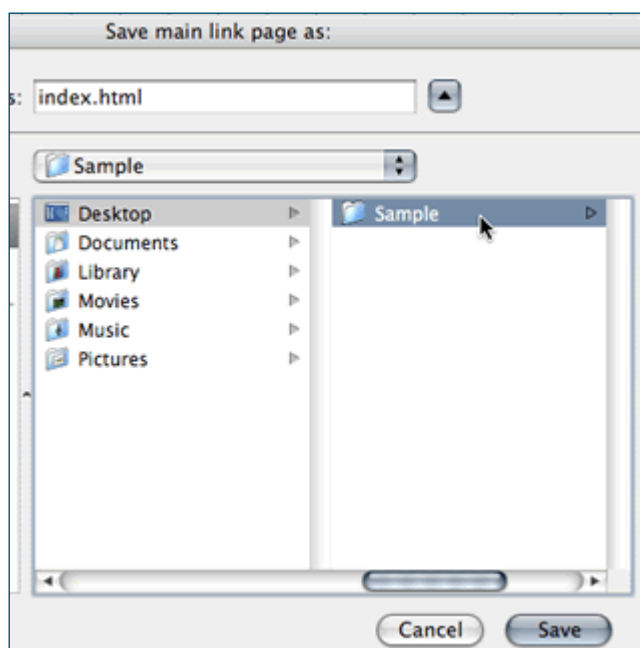 Save main link page as:
s: index.html
Sample
Desktop
Sample
Documents
Library
Movies
Music
Pictures
Cancel
Save